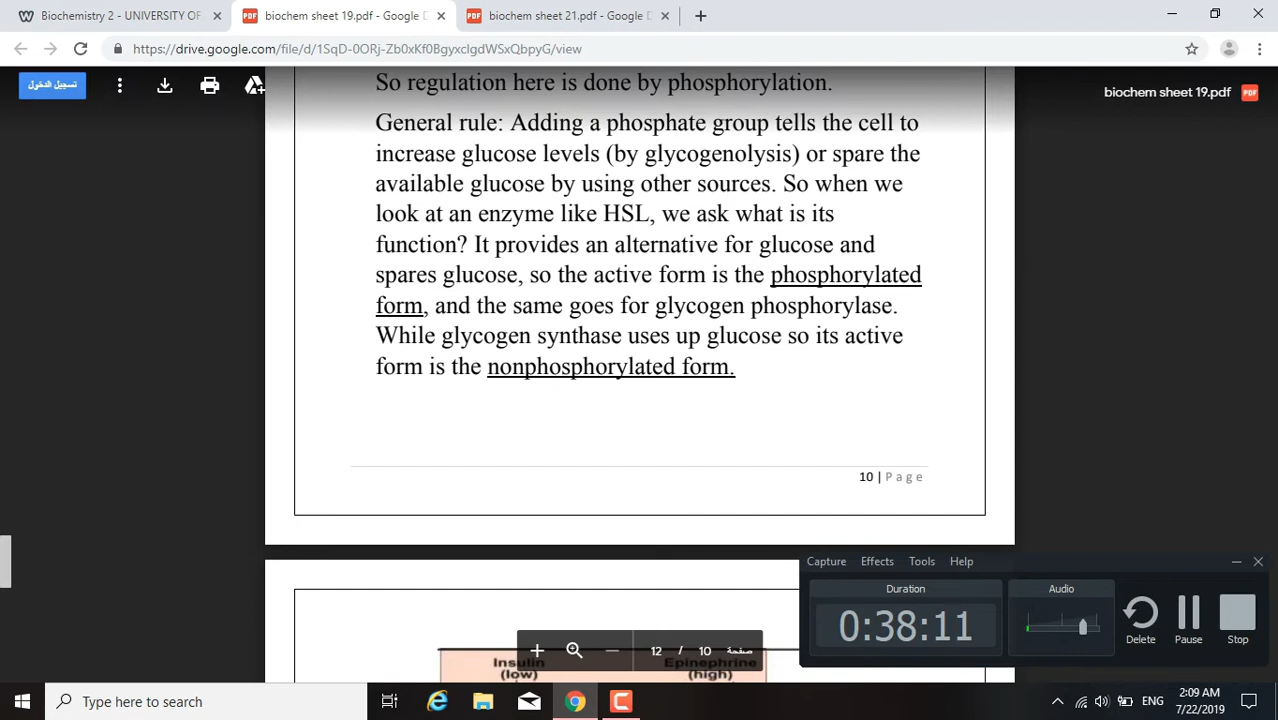 Biochemistry 2 - UNIVERSITY OF
biochem sheet 19.pdf - Google D
biochem sheet 21.pdf - Google D
https://drive.google.com/file/d/1SqD-0ORj-Zb0xKf0BgyxclgdWSxQbpyG/view
تسجيل الدخول
biochem sheet 19.pdf
So regulation here is done by phosphorylation.
General rule: Adding a phosphate group tells the cell to
increase glucose levels (by glycogenolysis) or spare the
available glucose by using other sources. So when we
look at an enzyme like HSL, we ask what is its
function? It provides an alternative for glucose and
spares glucose, so the active form is the phosphorylated
form, and the same goes for glycogen phosphorylase.
While glycogen synthase uses up glucose so its active
form is the nonphosphorylated form.
10 | Page
Capture Effects Tools Help
Duration
Audio
0:38:11
Delete
Pause
Stop
صفحة 10 / 12
Insulin
(low)
Epinephrine
(high)
Type here to search
ENG
2:09 AM
7/22/2019